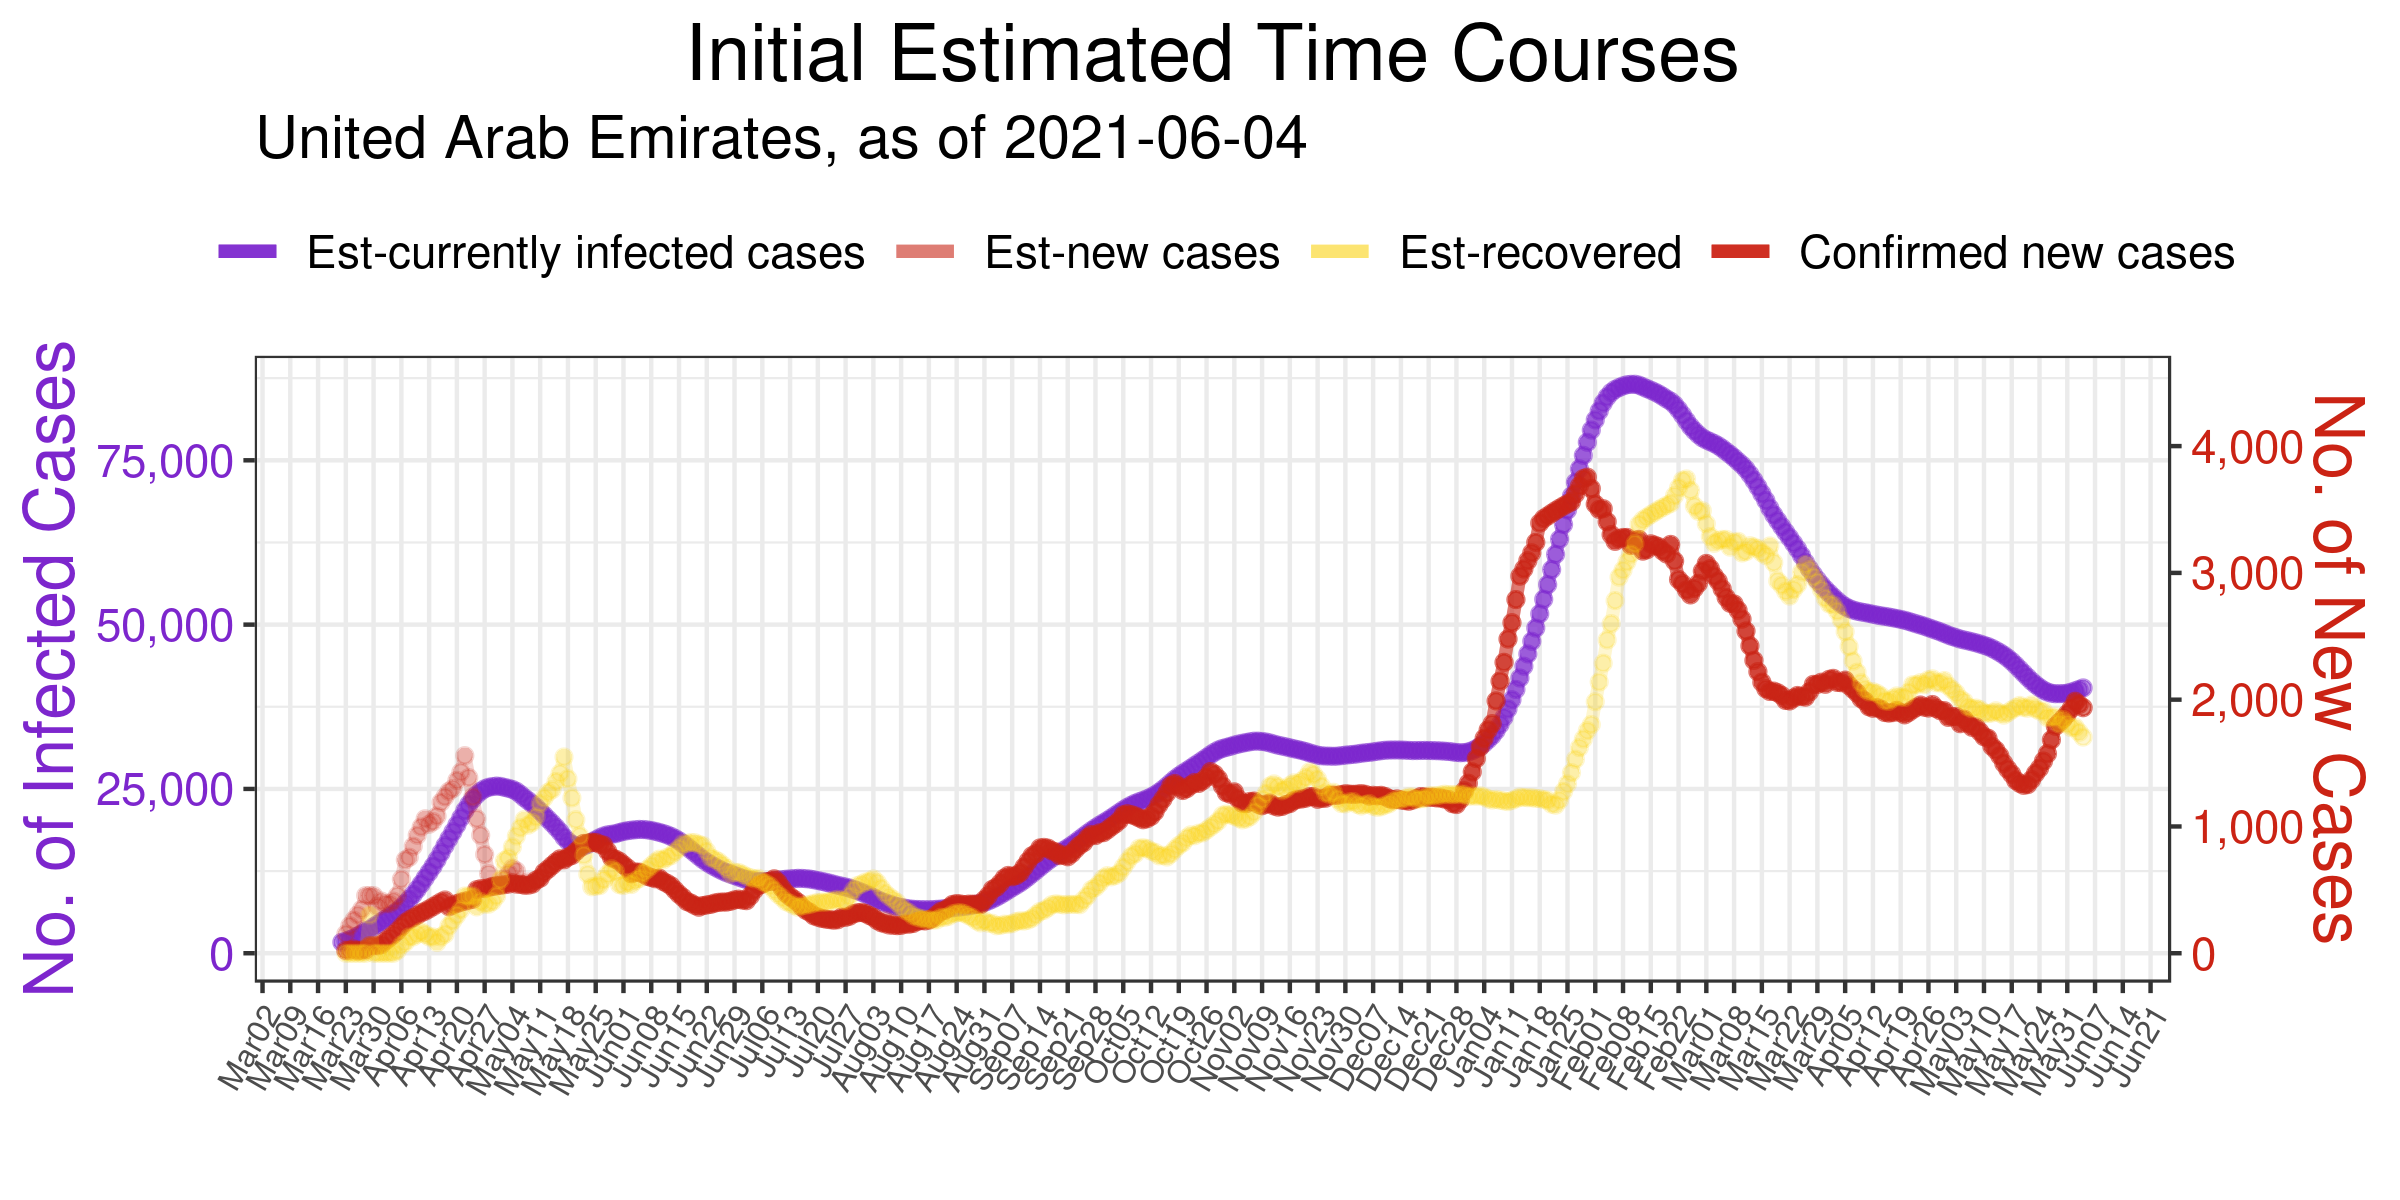 Initial Estimated Time Courses
United Arab Emirates, as of 2021-06-04
Est-currently infected cases Est-new cases Est-recovered Confirmed new cases
No. of Infected Cases
75,000
50,000
25,000
0
4,000
3,000
2,000
1,000
0
No. of New Cases
Mar02 Mar09 Mar16 Mar23 Mar30 Apr06 Apr13 Apr20 Apr27 May04 May11 May18 May25 Jun01 Jun08 Jun15 Jun22 Jun29 Jul06 Jul13 Jul20 Jul27 Aug03 Aug10 Aug17 Aug24 Aug31 Sep07 Sep14 Sep21 Sep28 Oct05 Oct12 Oct19 Oct26 Nov02 Nov09 Nov16 Nov23 Nov30 Dec07 Dec14 Dec21 Dec28 Jan04 Jan11 Jan18 Jan25 Feb01 Feb08 Feb15 Feb22 Mar01 Mar08 Mar15 Mar22 Mar29 Apr05 Apr12 Apr19 Apr26 May03 May10 May17 May24 May31 Jun07 Jun14 Jun21